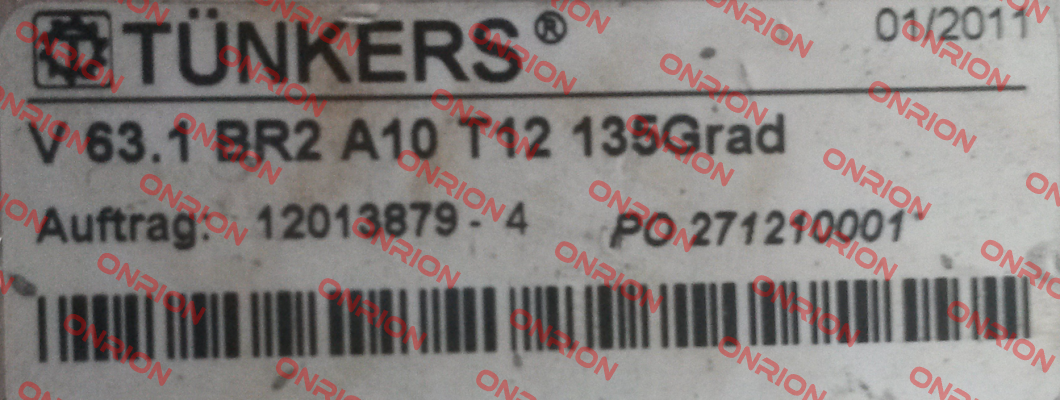 TÜNKERS® 01/2011
V 63.1 BR2 A10 T12 135Grad
Auftrag: 12013879 - 4 PO 271210001